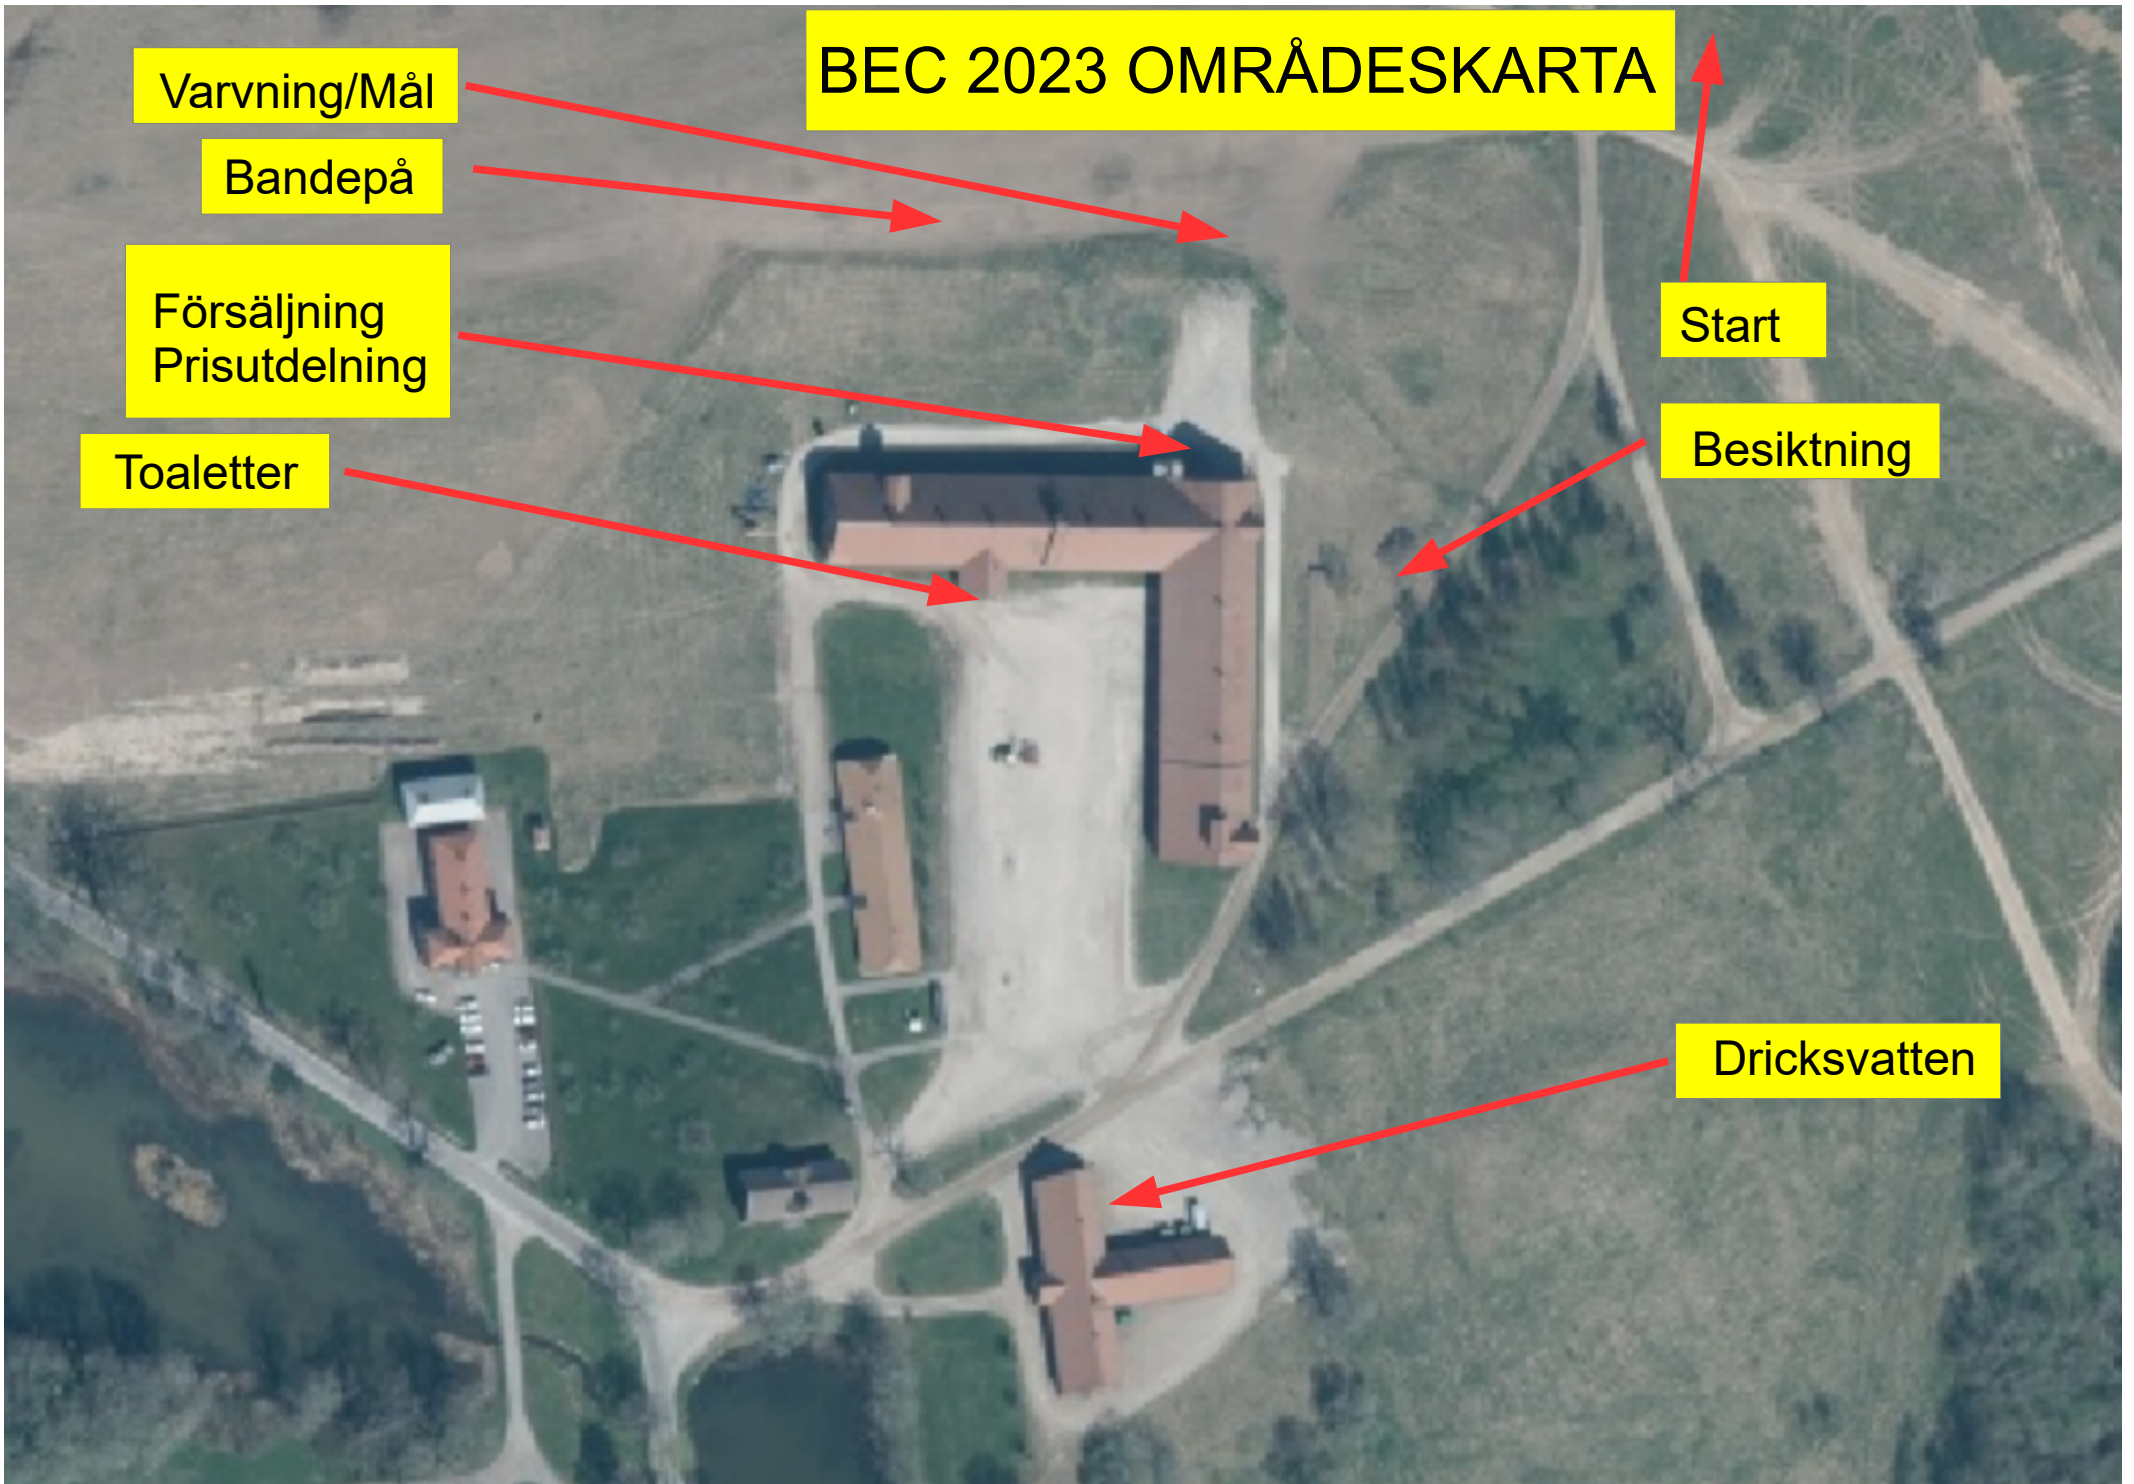 BEC 2023 OMRÅDESKARTA
Varvning/Mål
Bandepå
Försäljning
Prisutdelning
Toaletter
Start
Besiktning
Dricksvatten